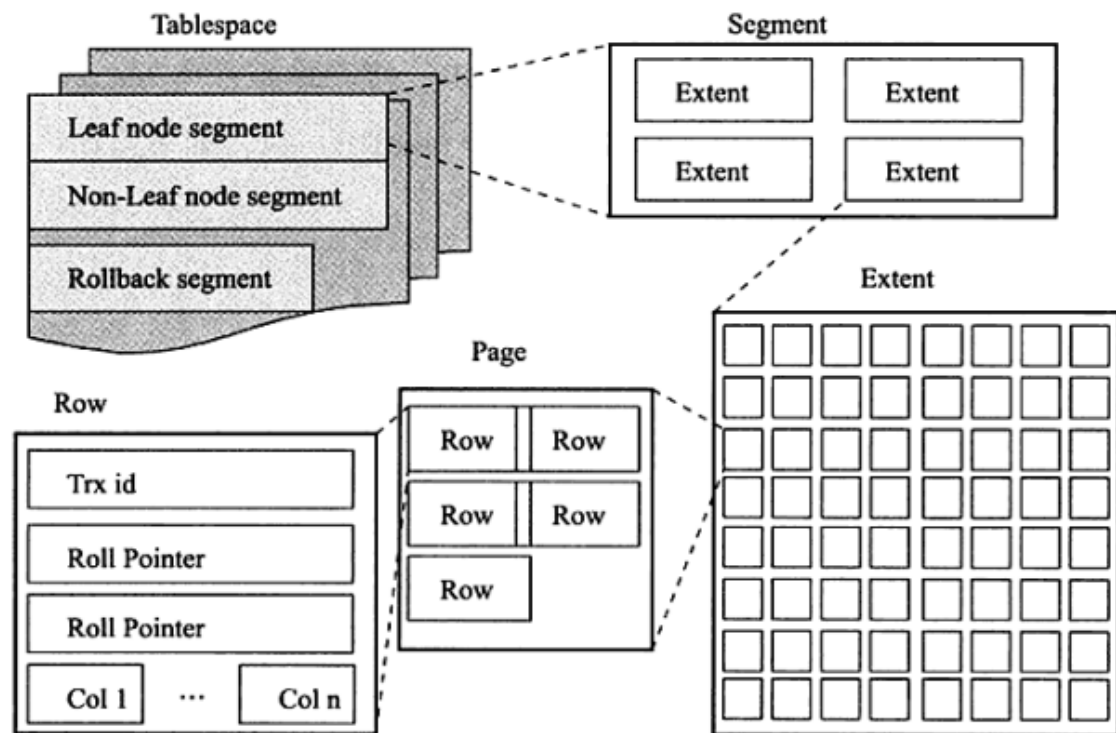 Tablespace
Leaf node segment
Non-Leaf node segment
Rollback segment
Segment
Extent Extent
Extent Extent
Extent
Page
Row Row
Row Row
Row
Row
Trx id
Roll Pointer
Roll Pointer
Col 1 ... Col n